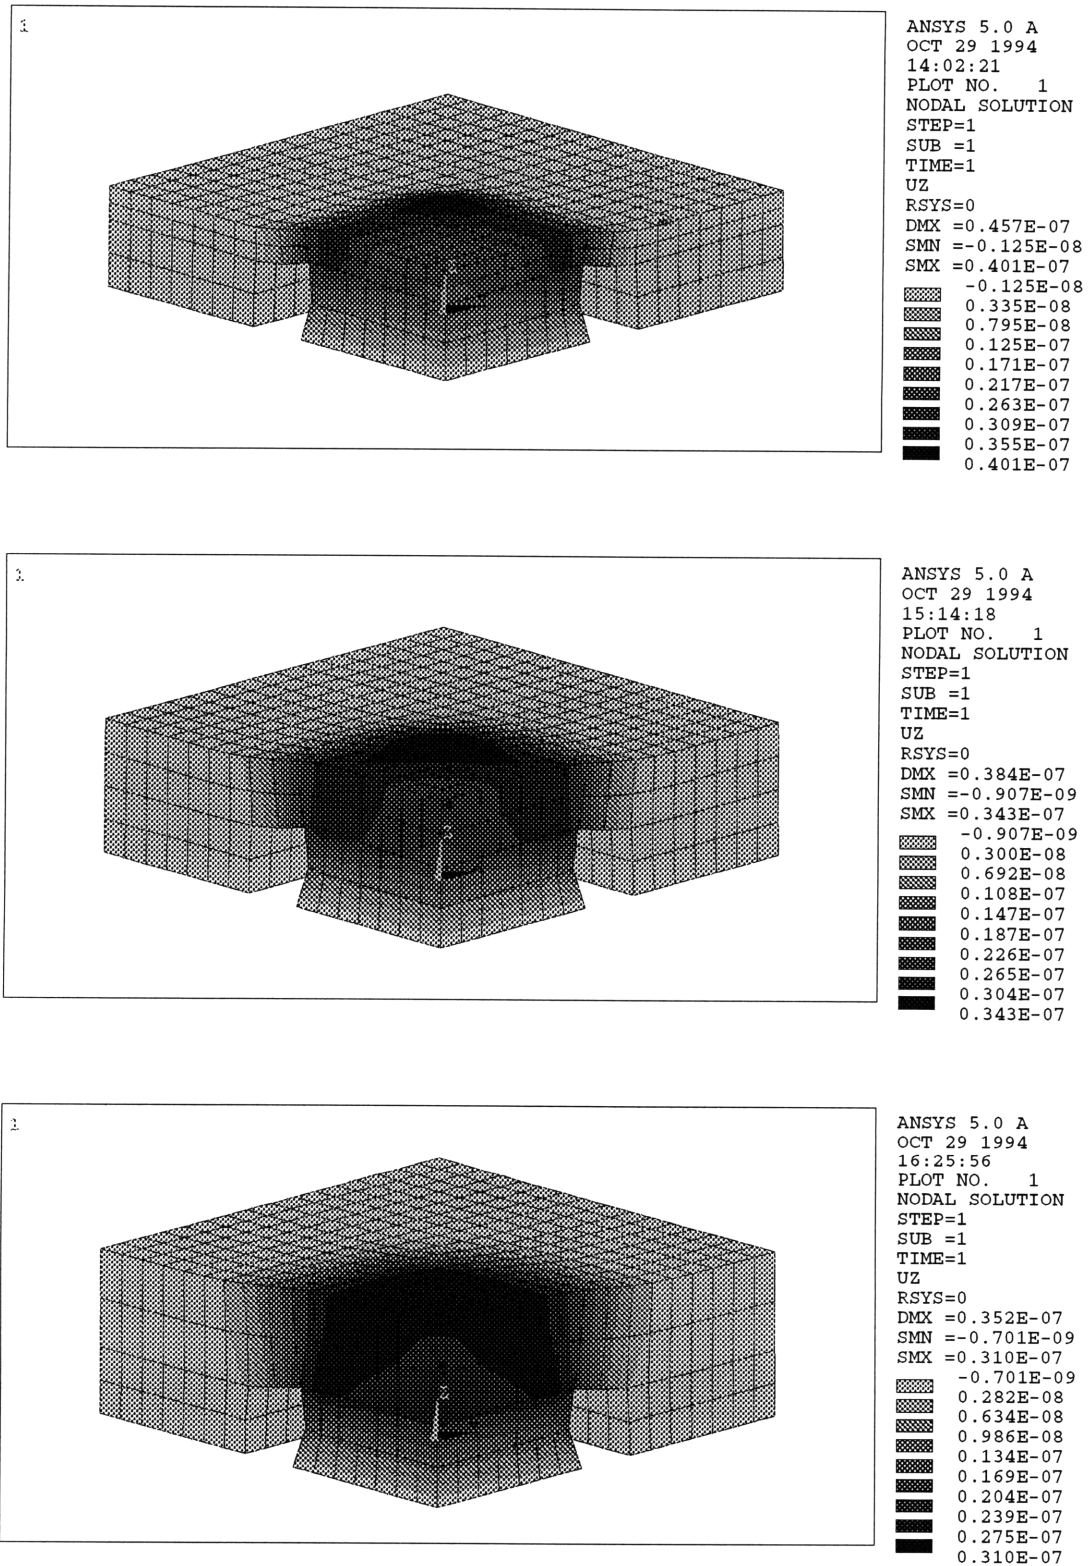 1
ANSYS 5.0 A
OCT 29 1994
14:02:21
PLOT NO. 1
NODAL SOLUTION
STEP=1
SUB =1
TIME=1
UZ
RSYS=0
DMX =0.457E-07
SMN =-0.125E-08
SMX =0.401E-07
-0.125E-08
0.335E-08
0.795E-08
0.125E-07
0.171E-07
0.217E-07
0.263E-07
0.309E-07
0.355E-07
0.401E-07
1
ANSYS 5.0 A
OCT 29 1994
15:14:18
PLOT NO. 1
NODAL SOLUTION
STEP=1
SUB =1
TIME=1
UZ
RSYS=0
DMX =0.384E-07
SMN =-0.907E-09
SMX =0.343E-07
-0.907E-09
0.300E-08
0.692E-08
0.108E-07
0.147E-07
0.187E-07
0.226E-07
0.265E-07
0.304E-07
0.343E-07
1
ANSYS 5.0 A
OCT 29 1994
16:25:56
PLOT NO. 1
NODAL SOLUTION
STEP=1
SUB =1
TIME=1
UZ
RSYS=0
DMX =0.352E-07
SMN =-0.701E-09
SMX =0.310E-07
-0.701E-09
0.282E-08
0.634E-08
0.986E-08
0.134E-07
0.169E-07
0.204E-07
0.239E-07
0.275E-07
0.310E-07